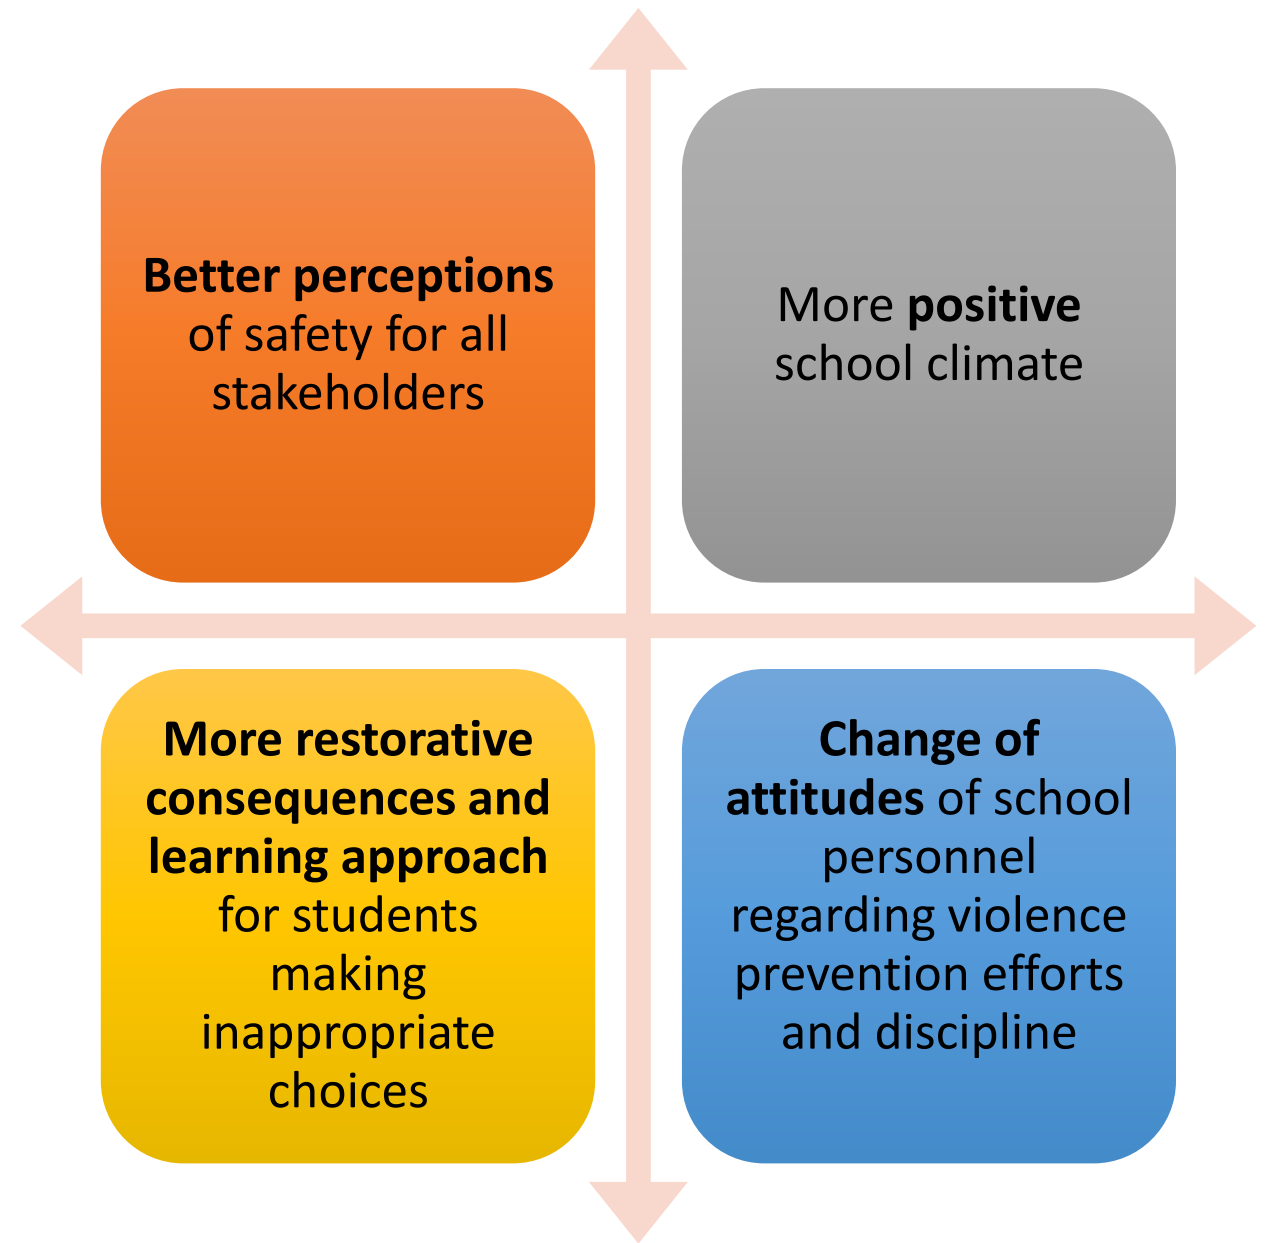 Better perceptions
of safety for all
stakeholders
More positive
school climate
More restorative
consequences and
learning approach
for students
making
inappropriate
choices
Change of
attitudes of school
personnel
regarding violence
prevention efforts
and discipline